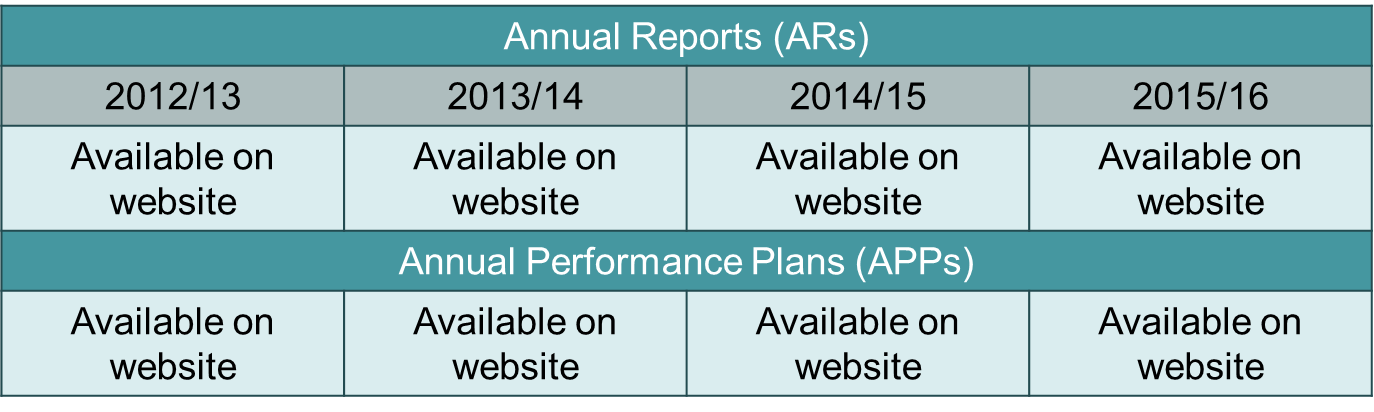 Annual Reports (ARs)
2012/13 2013/14 2014/15 2015/16
Available on Available on Available on Available on
website website website website
Annual Performance Plans (APPs)
Available on Available on Available on Available on
website website website website